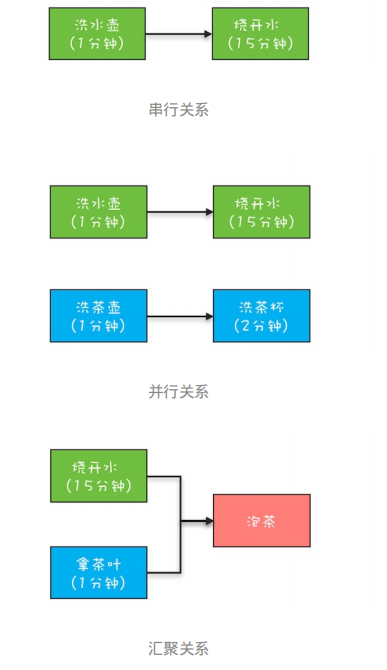 洗水壶
(1分钟)
烧开水
(15分钟)
串行关系
洗水壶
(1分钟)
烧开水
(15分钟)
洗茶壶
(1分钟)
洗茶杯
(2分钟)
并行关系
烧开水
(15分钟)
泡茶
拿茶叶
(1分钟)
汇聚关系